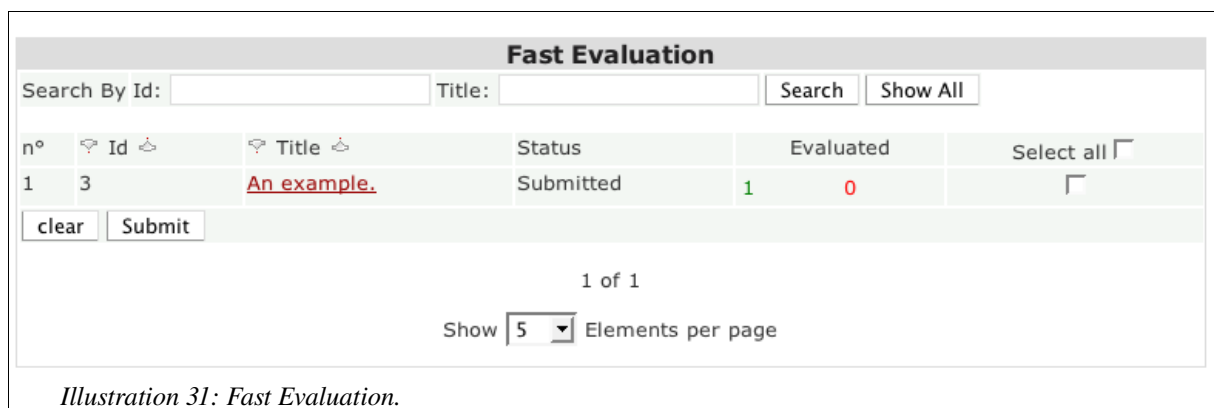 Fast Evaluation
Search By Id: Title: Search Show All
n° Id Title Status Evaluated Select all
1 3 An example. Submitted 1 0
clear Submit
1 of 1
Show 5 Elements per page
Illustration 31: Fast Evaluation.